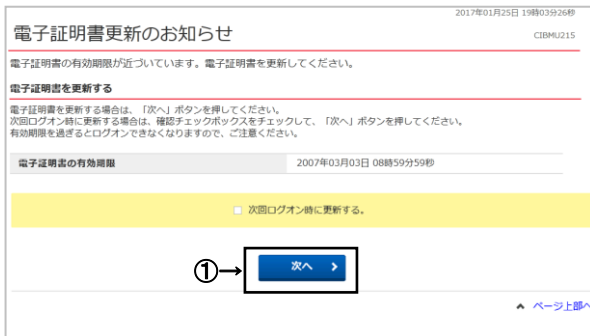 2017年01月25日 19時03分26秒
電子証明書更新のお知らせ
CIBMU215
電子証明書の有効期限が近づいています。電子証明書を更新してください。
電子証明書を更新する
電子証明書を更新する場合は、「次へ」ボタンを押してください。
次回ログオン時に更新する場合は、確認チェックボックスをチェックして、「次へ」ボタンを押してください。
有効期限を過ぎるとログオンできなくなりますので、ご注意ください。
電子証明書の有効期限 2007年03月03日 08時59分59秒
次回ログオン時に更新する。
①→ 次へ
ページ上部へ